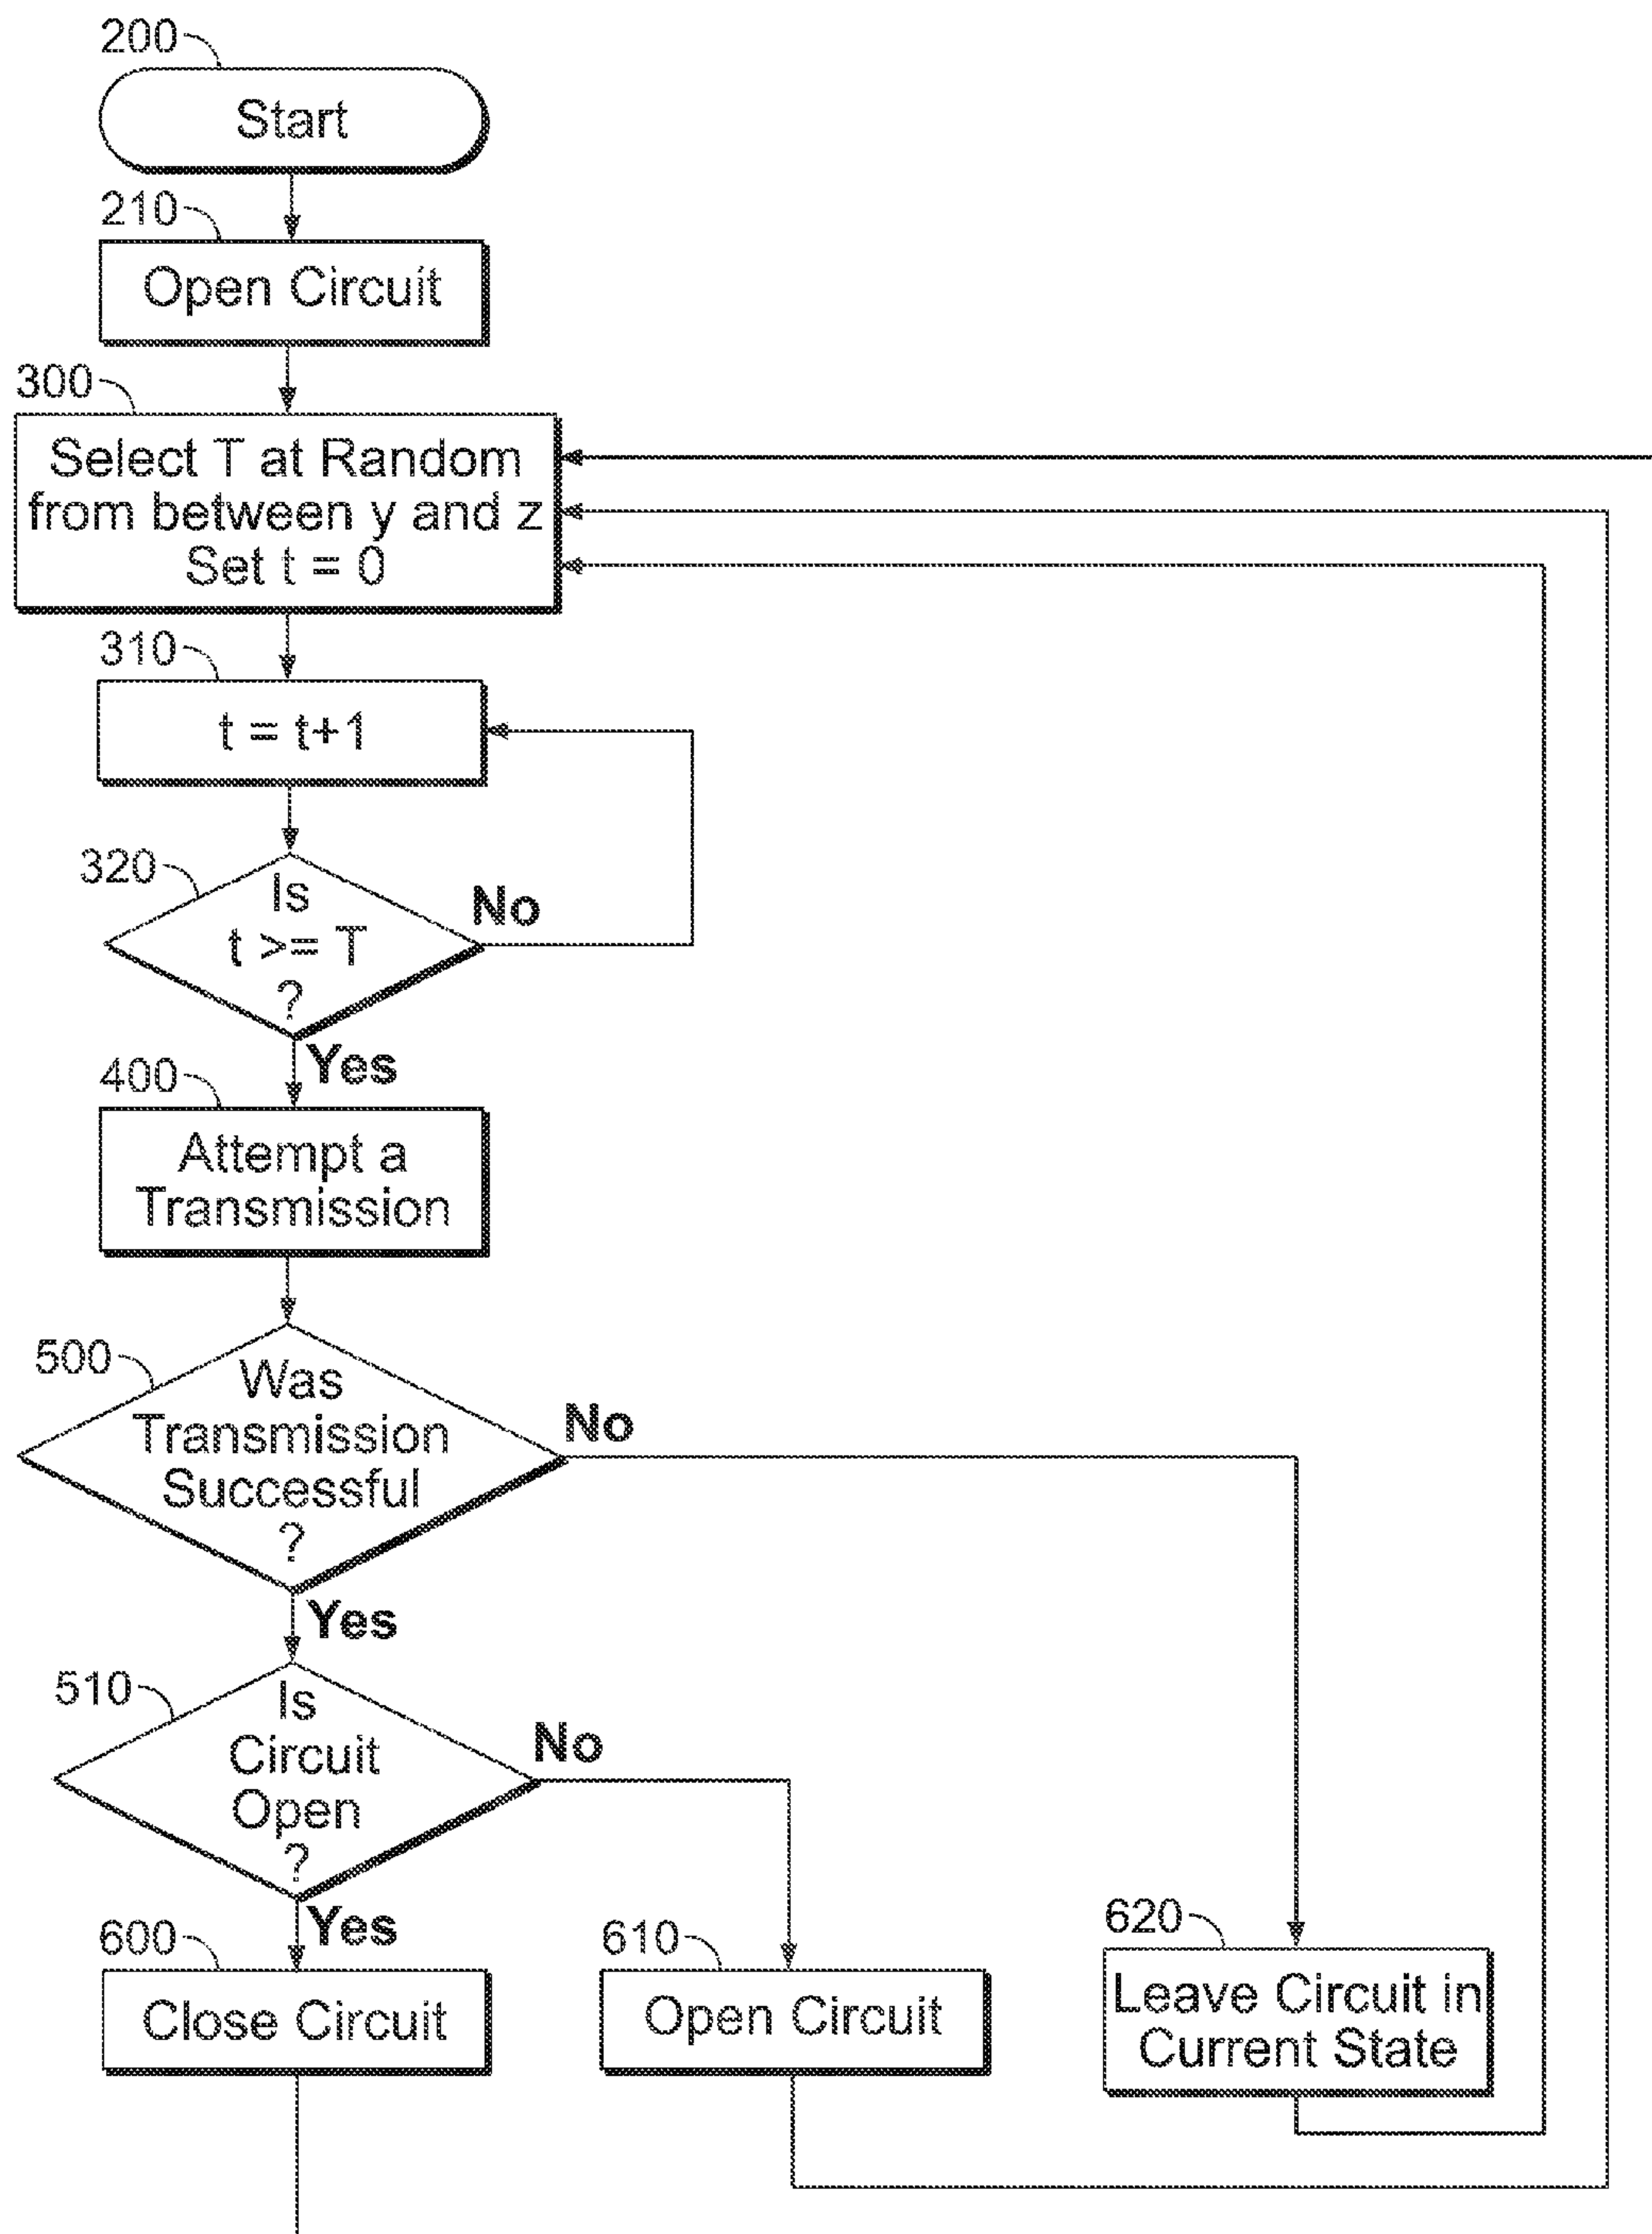 200
Start
210
Open Circuit
300
Select T at Random
from between y and z
Set t = 0
310
t = t+1
320
Is
t >= T
?
No
Yes
400
Attempt a
Transmission
500
Was
Transmission
Successful
?
No
Yes
510
Is
Circuit
Open
?
No
Yes
600
Close Circuit
610
Open Circuit
620
Leave Circuit in
Current State